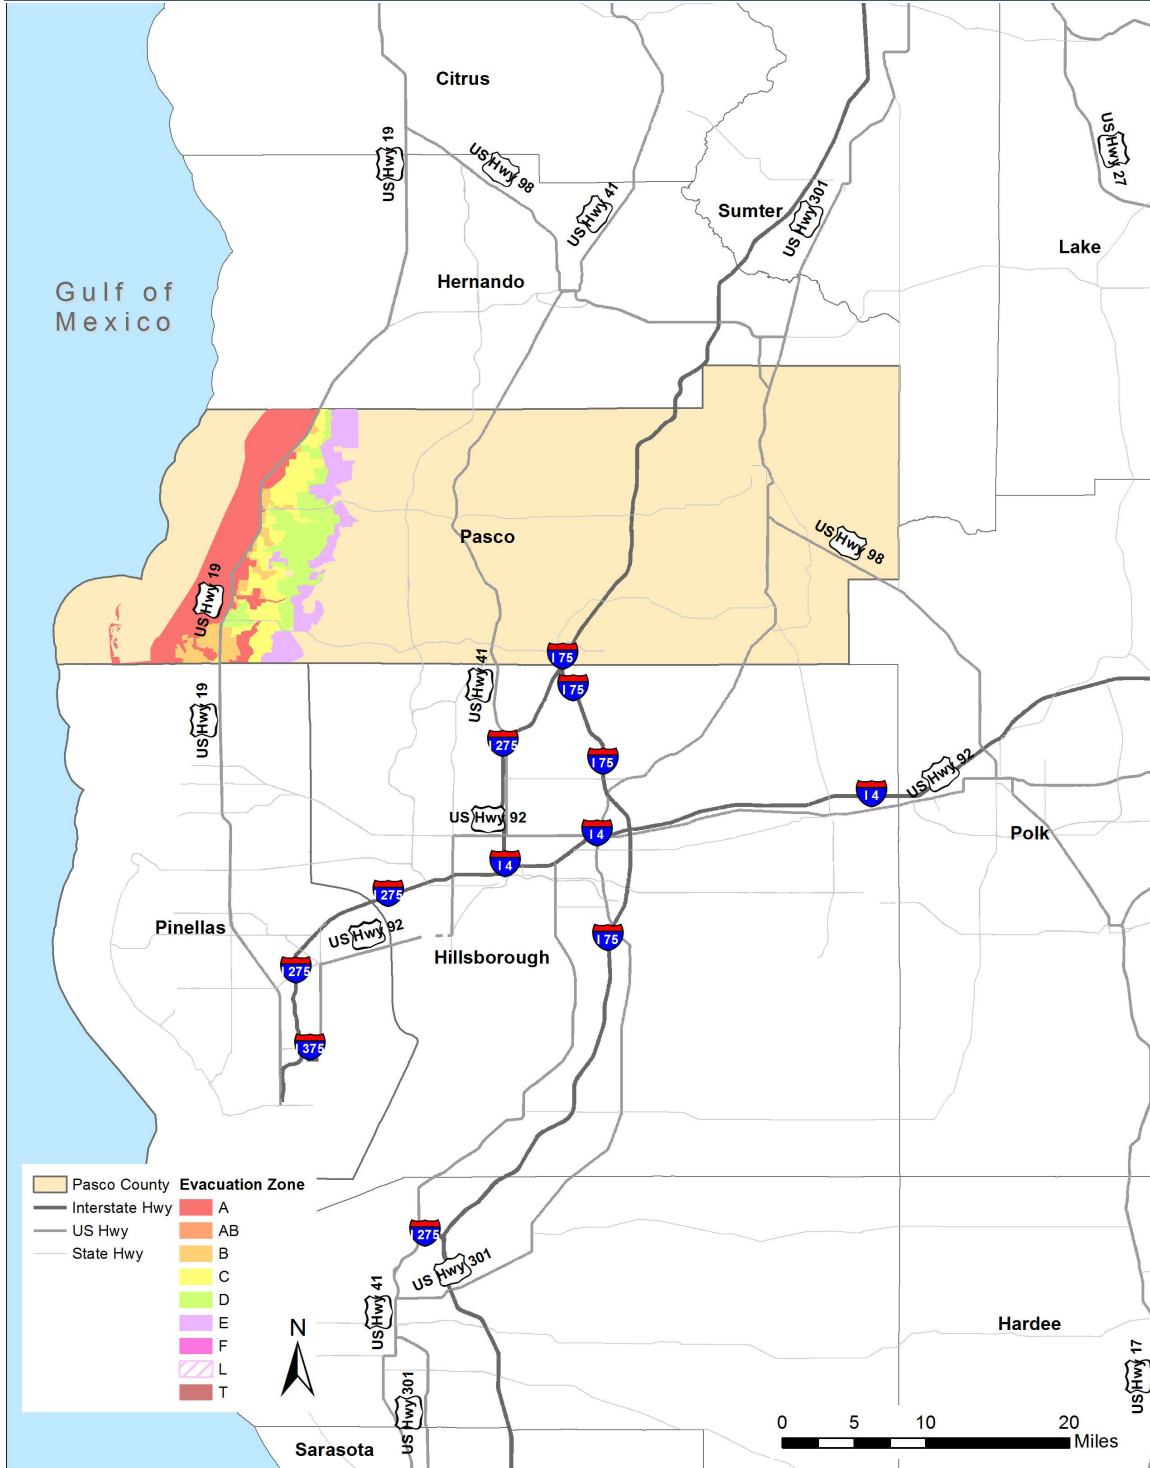 Citrus
US Hwy 19
US Hwy 98
US Hwy 41
US Hwy 27
Sumter
US Hwy 301
Lake
Hernando
Gulf of
Mexico
Pasco
US Hwy 98
US Hwy 19
I 75
US Hwy 41
I 75
US Hwy 19
I 275
I 75
US Hwy 92
I 4
US Hwy 92
I 4
Polk
I 4
I 275
Pinellas
US Hwy 92
I 75
Hillsborough
I 275
I 375
Pasco County
Interstate Hwy
US Hwy
State Hwy
Evacuation Zone
A
AB
B
C
D
E
F
L
T
I 275
US Hwy 301
US Hwy 41
N
Hardee
US Hwy 17
US Hwy 301
Sarasota
0 5 10 20
Miles